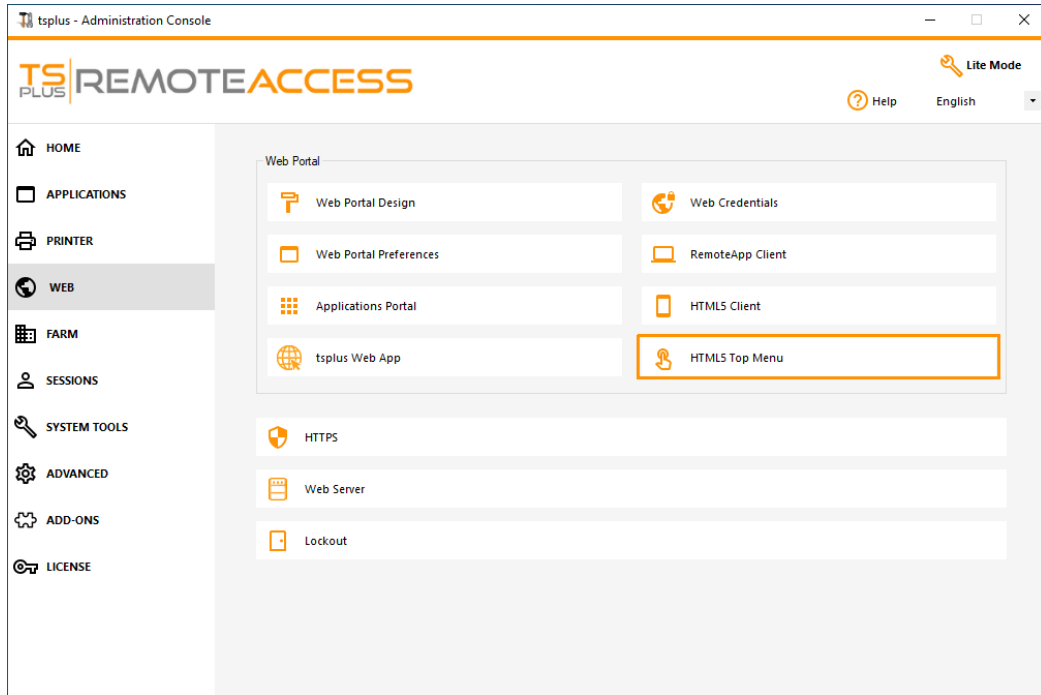 tsplus - Administration Console
TS PLUS REMOTEACCESS
Lite Mode
Help
English
HOME
APPLICATIONS
PRINTER
WEB
FARM
SESSIONS
SYSTEM TOOLS
ADVANCED
ADD-ONS
LICENSE
Web Portal
Web Portal Design
Web Credentials
Web Portal Preferences
RemoteApp Client
Applications Portal
HTML5 Client
tsplus Web App
HTML5 Top Menu
HTTPS
Web Server
Lockout